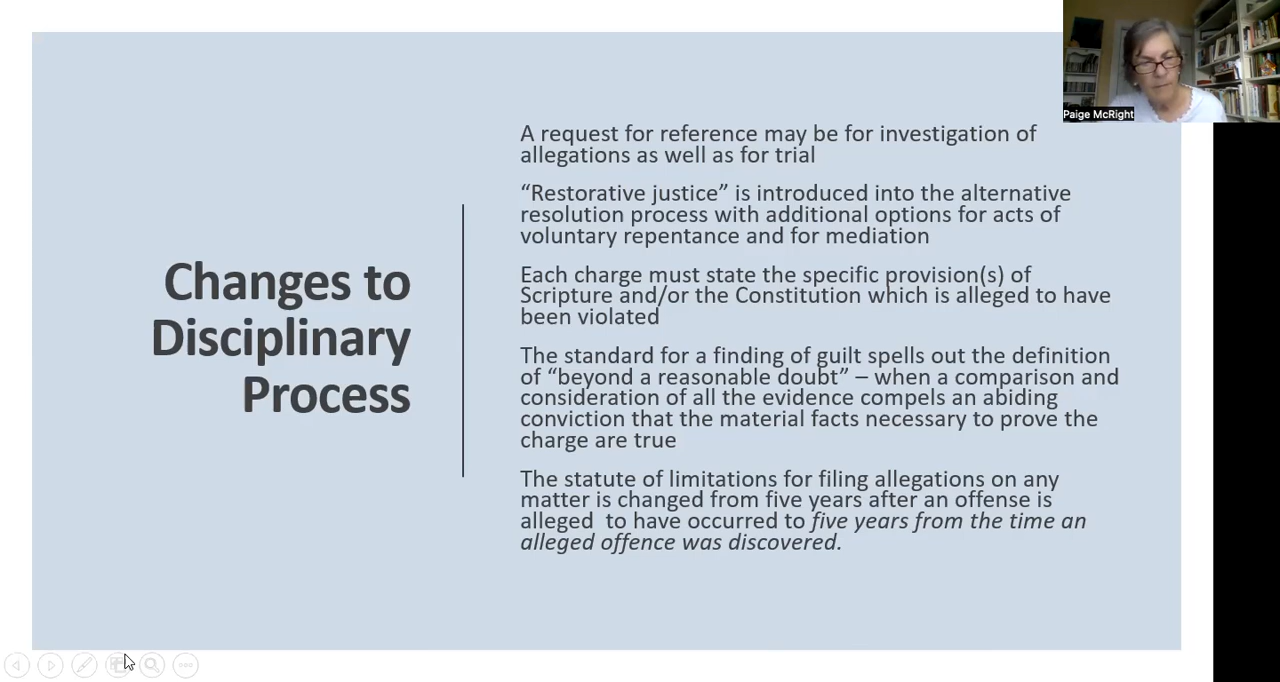 Paige McRight
Changes to
Disciplinary
Process
A request for reference may be for investigation of
allegations as well as for trial
“Restorative justice” is introduced into the alternative
resolution process with additional options for acts of
voluntary repentance and for mediation
Each charge must state the specific provision(s) of
Scripture and/or the Constitution which is alleged to have
been violated
The standard for a finding of guilt spells out the definition
of “beyond a reasonable doubt” – when a comparison and
consideration of all the evidence compels an abiding
conviction that the material facts necessary to prove the
charge are true
The statute of limitations for filing allegations on any
matter is changed from five years after an offense is
alleged  to have occurred to five years from the time an
alleged offence was discovered.